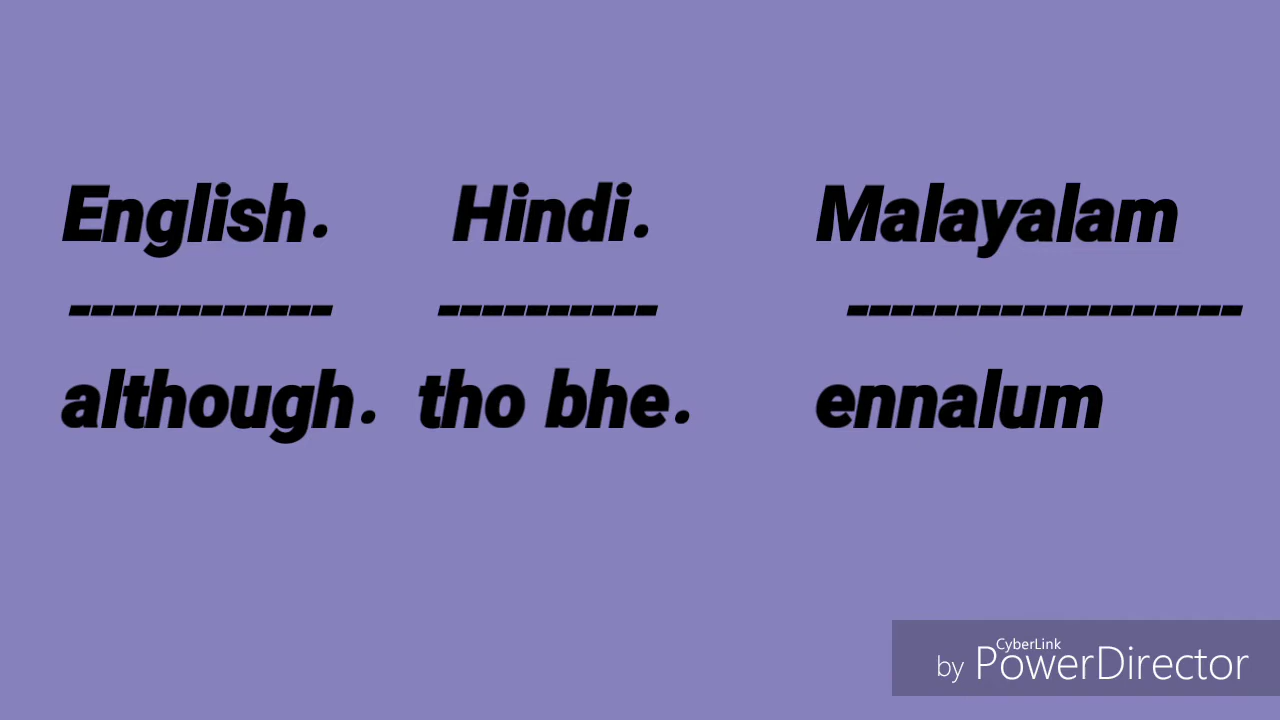 English. Hindi. Malayalam
------------ ---------- ------------------
although. tho bhe. ennalum
CyberLink
by PowerDirector